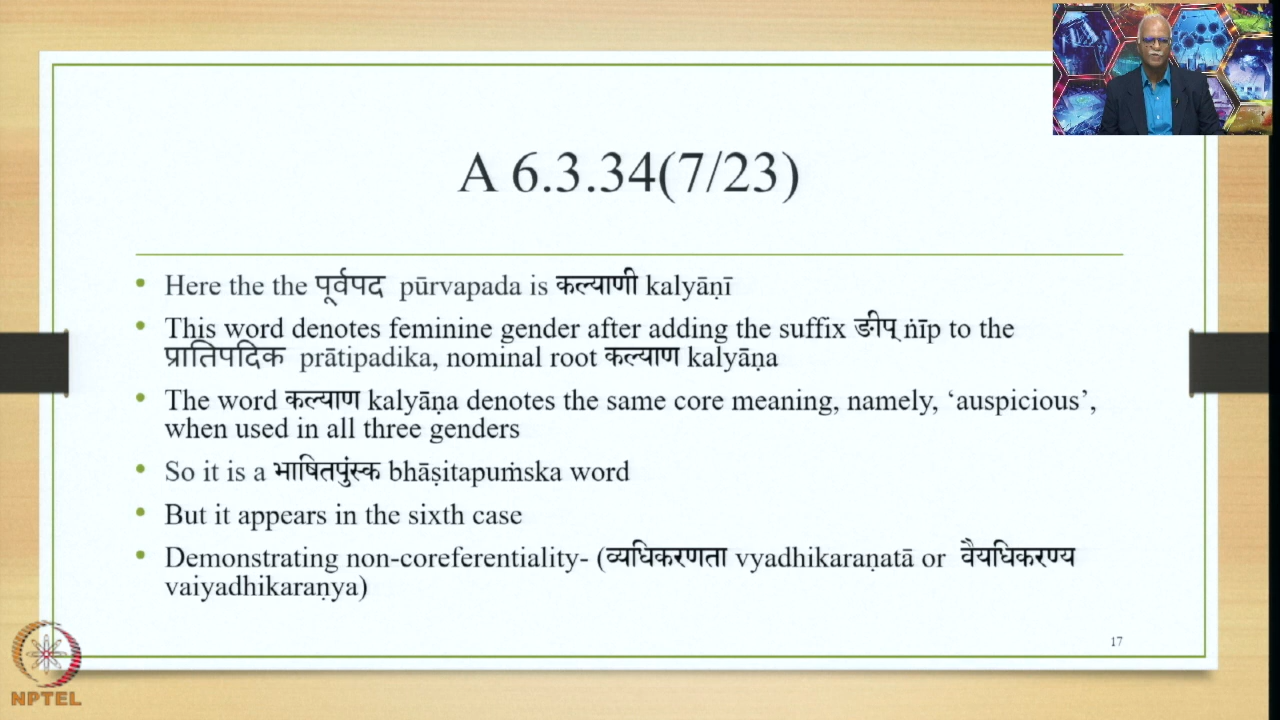 A 6.3.34(7/23)
• Here the the पूर्वपद pūrvapada is कल्याणी kalyāṇī
• This word denotes feminine gender after adding the suffix ङीप् ṅīp to the
प्रातिपदिक prātipadika, nominal root कल्याण kalyāṇa
• The word कल्याण kalyāṇa denotes the same core meaning, namely, ‘auspicious’,
when used in all three genders
• So it is a भाषितपुंस्क bhāṣitapuṁska word
• But it appears in the sixth case
• Demonstrating non-coreferentiality- (व्यधिकरणता vyadhikaraṇatā or वैयधिकरण्य
vaiyadhikaraṇya)
17
NPTEL